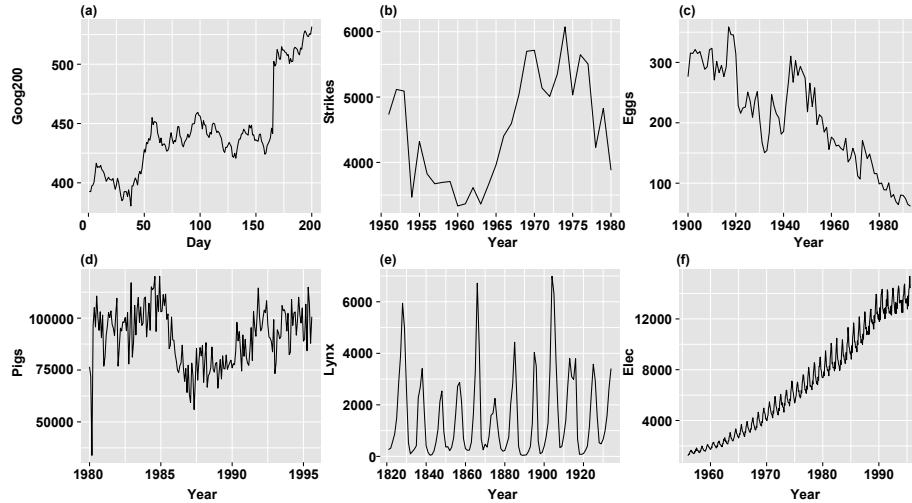 (a)
(b)
(c)
Goog200
500
450
400
0 50 100 150 200
Day
Strikes
6000
5000
4000
1950 1955 1960 1965 1970 1975 1980
Year
Eggs
300
200
100
1900 1920 1940 1960 1980
Year
(d)
(e)
(f)
Pigs
100000
75000
50000
1980 1985 1990 1995
Year
Lynx
6000
4000
2000
0
1820 1840 1860 1880 1900 1920
Year
Elec
12000
8000
4000
1960 1970 1980 1990
Year